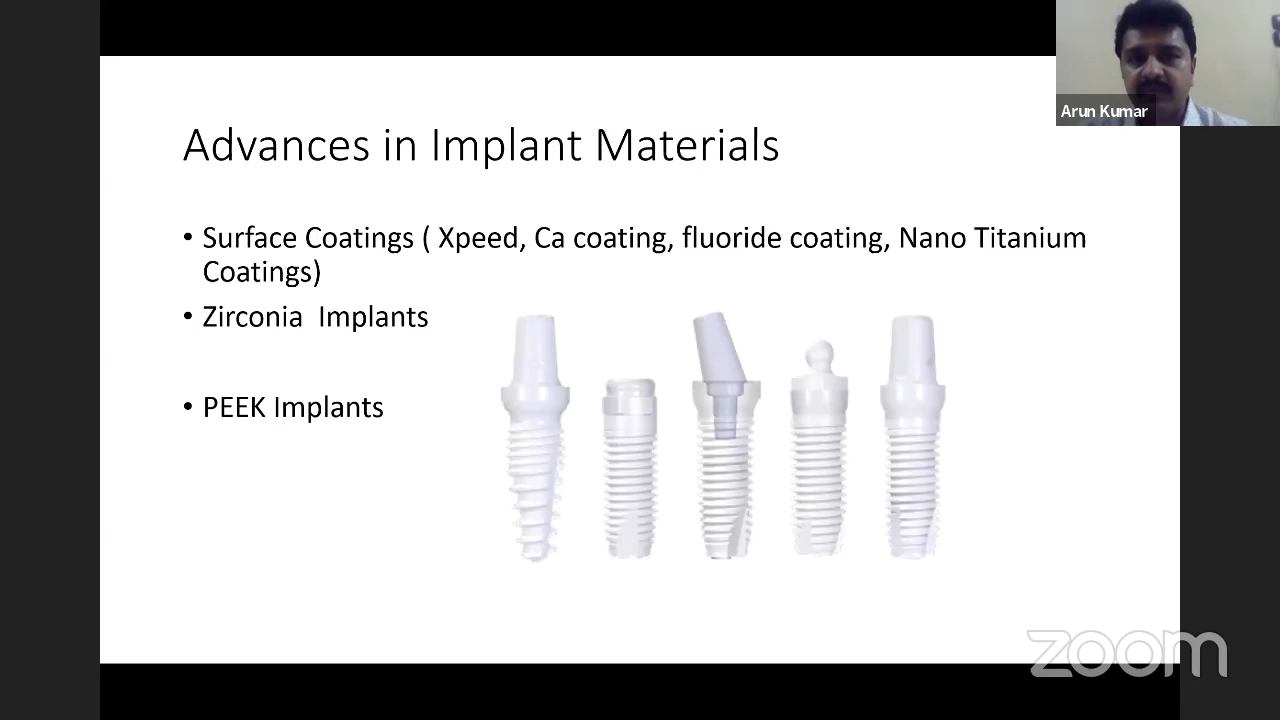 Arun Kumar
Advances in Implant Materials
• Surface Coatings ( Xpeed, Ca coating, fluoride coating, Nano Titanium
Coatings)
• Zirconia Implants
• PEEK Implants
zoom